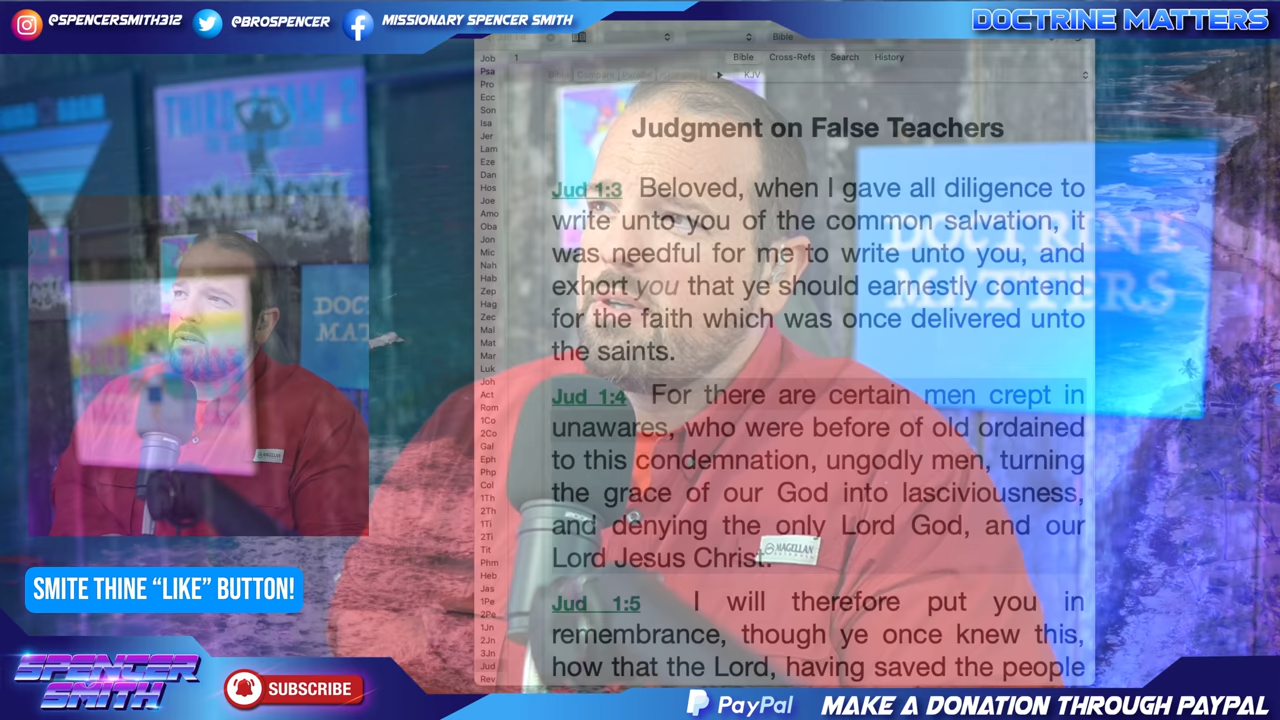 @SPENCERSMITH312
@BROSPENCER
MISSIONARY SPENCER SMITH
DOCTRINE MATTERS
Bible
Job
Psa
Pro
Ecc
Son
Isa
Jer
Lam
Eze
Dan
Hos
Joe
Amo
Oba
Jon
Mic
Nah
Hab
Zep
Hag
Zec
Mal
Mat
Mar
Luk
Joh
Act
Rom
1Co
2Co
Gal
Eph
Php
Col
1Th
2Th
1Ti
2Ti
Tit
Phm
Heb
Jas
1Pe
2Pe
1Jn
2Jn
3Jn
Jud
Rev
1
Bible Cross-Refs Search History
KJV
Judgment on False Teachers
Jud 1:3 Beloved, when I gave all diligence to
write unto you of the common salvation, it
was needful for me to write unto you, and
exhort you that ye should earnestly contend
for the faith which was once delivered unto
the saints.
Jud 1:4 For there are certain men crept in
unawares, who were before of old ordained
to this condemnation, ungodly men, turning
the grace of our God into lasciviousness,
and denying the only Lord God, and our
Lord Jesus Christ.
Jud 1:5 I will therefore put you in
remembrance, though ye once knew this,
how that the Lord, having saved the people
THIRD ADAM 2
DOCTRINE
MATTERS
DOC
MAT
MAGELLAN
SMITE THINE “LIKE” BUTTON!
SPENCER
SMITH
SUBSCRIBE
PayPal
MAKE A DONATION THROUGH PAYPAL